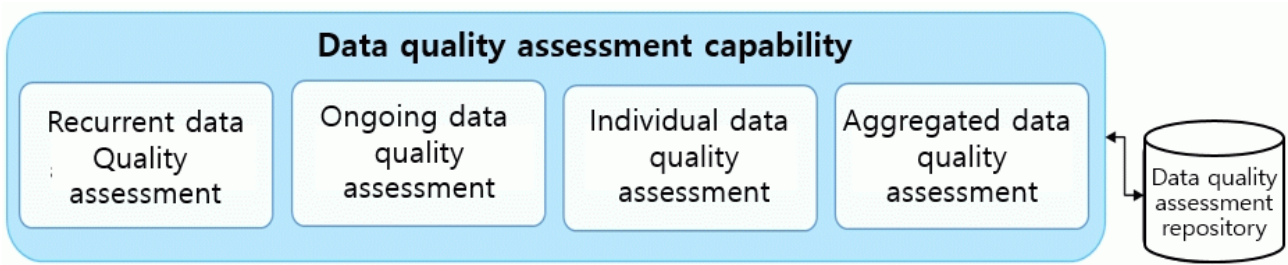 Data quality assessment capability
Recurrent data
Quality
assessment
Ongoing data
quality
assessment
Individual data
quality
assessment
Aggregated data
quality
assessment
Data quality
assessment
repository